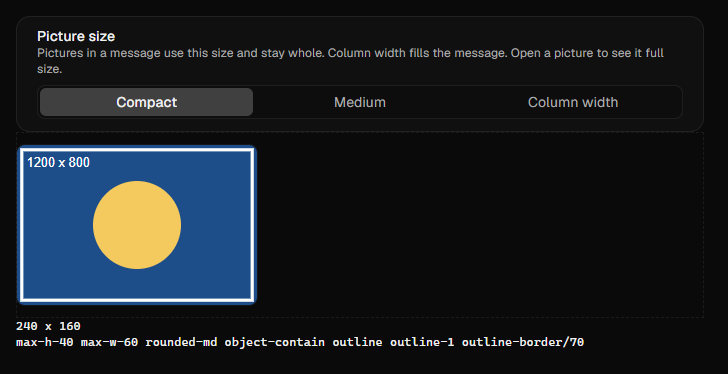 Picture size
Pictures in a message use this size and stay whole. Column width fills the message. Open a picture to see it full
size.
Compact
Medium
Column width
1200 x 800
240 x 160
max-h-40 max-w-60 rounded-md object-contain outline outline-1 outline-border/70